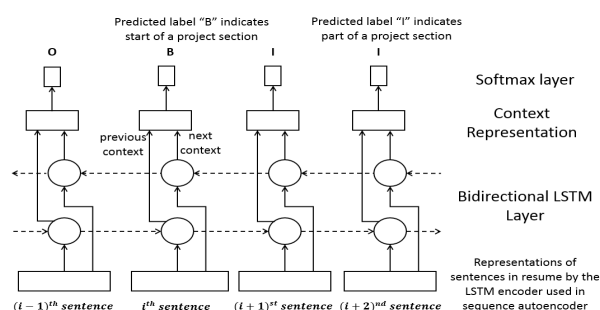 Predicted label "B" indicates
start of a project section
Predicted label "I" indicates
part of a project section
O
B
I
I
Softmax layer
Context
Representation
previous
context
next
context
Bidirectional LSTM
Layer
Representations of
sentences in resume by the
LSTM encoder used in
sequence autoencoder
(i − 1)^th sentence
i^th sentence
(i + 1)^st sentence
(i + 2)^nd sentence